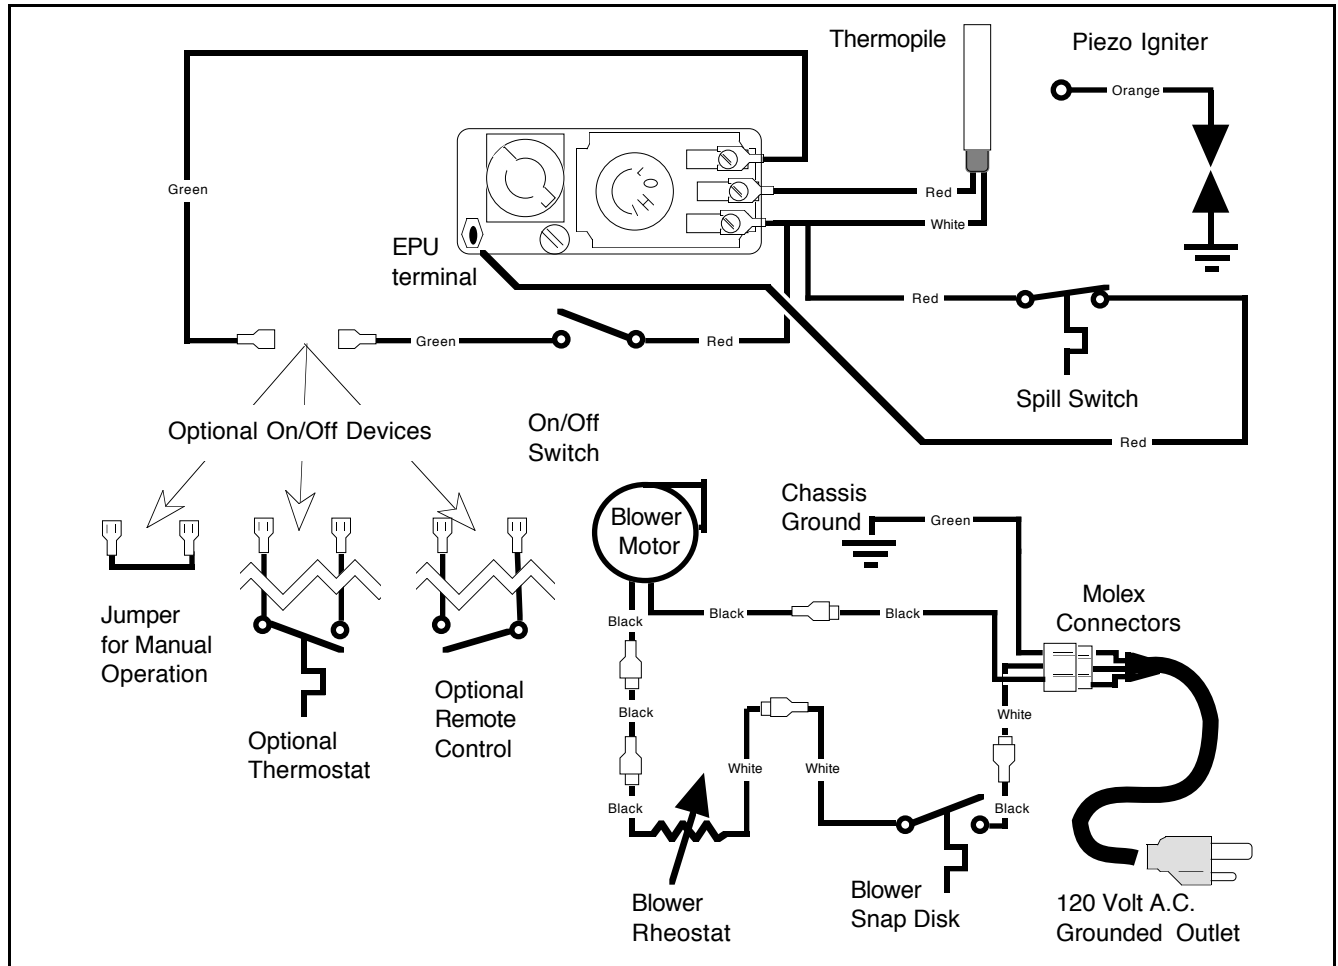 Thermopile
Piezo Igniter
Orange
Green
LO
HI
Red
White
EPU
terminal
Red
Green
Red
Spill Switch
Optional On/Off Devices
On/Off
Switch
Red
Blower
Motor
Chassis
Ground
Green
Jumper
for Manual
Operation
Black
Black
Black
Molex
Connectors
Optional
Thermostat
Optional
Remote
Control
Black
White
White
White
Black
Black
Blower
Rheostat
Blower
Snap Disk
120 Volt A.C.
Grounded Outlet